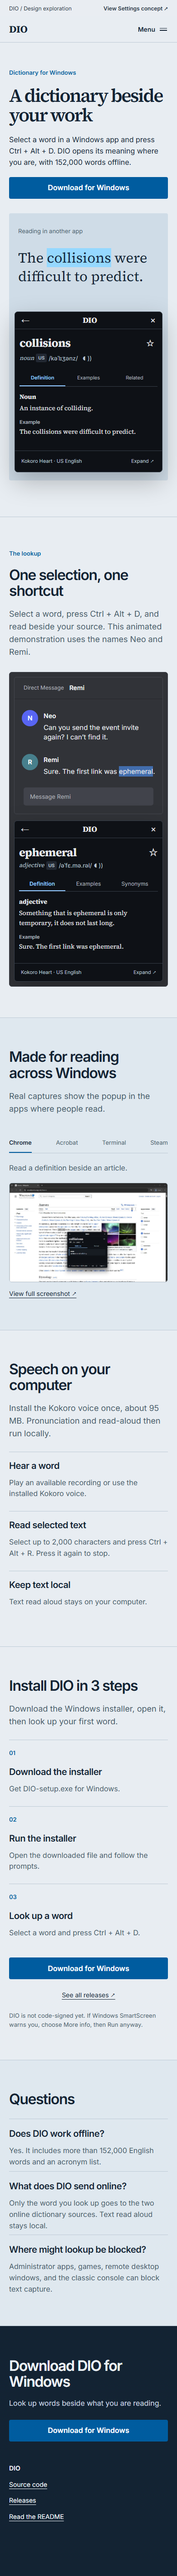 DIO / Design exploration
View Settings concept ↗
DIO
Menu
Dictionary for Windows
A dictionary beside
your work
Select a word in a Windows app and press
Ctrl + Alt + D. DIO opens its meaning where
you are, with 152,000 words offline.
Download for Windows
Reading in another app
The collisions were
difficult to predict.
DIO
collisions
noun US
Definition
Examples
Related
Noun
An instance of colliding.
Example
The collisions were difficult to predict.
Kokoro Heart · US English
Expand ↗
The lookup
One selection, one
shortcut
Select a word, press Ctrl + Alt + D, and
read beside your source. This animated
demonstration uses the names Neo and
Remi.
Direct Message Remi
N
Neo
Can you send the event invite
again? I can't find it.
R
Remi
Sure. The first link was ephemeral.
Message Remi
DIO
ephemeral
adjective US
Definition
Examples
Synonyms
adjective
Something that is ephemeral is only
temporary, it does not last long.
Example
Sure. The first link was ephemeral.
Kokoro Heart · US English
Expand ↗
Made for reading
across Windows
Real captures show the popup in the
apps where people read.
Chrome
Acrobat
Terminal
Steam
Read a definition beside an article.
View full screenshot ↗
Speech on your
computer
Install the Kokoro voice once, about 95
MB. Pronunciation and read-aloud then
run locally.
Hear a word
Play an available recording or use the
installed Kokoro voice.
Read selected text
Select up to 2,000 characters and press Ctrl +
Alt + R. Press it again to stop.
Keep text local
Text read aloud stays on your computer.
Install DIO in 3 steps
Download the Windows installer, open it,
then look up your first word.
01
Download the installer
Get DIO-setup.exe for Windows.
02
Run the installer
Open the downloaded file and follow the
prompts.
03
Look up a word
Select a word and press Ctrl + Alt + D.
Download for Windows
See all releases ↗
DIO is not code-signed yet. If Windows SmartScreen
warns you, choose More info, then Run anyway.
Questions
Does DIO work offline?
Yes. It includes more than 152,000 English
words and an acronym list.
What does DIO send online?
Only the word you look up goes to the two
online dictionary sources. Text read aloud
stays local.
Where might lookup be blocked?
Administrator apps, games, remote desktop
windows, and the classic console can block
text capture.
Download DIO for
Windows
Look up words beside what you are reading.
Download for Windows
DIO
Source code
Releases
Read the README